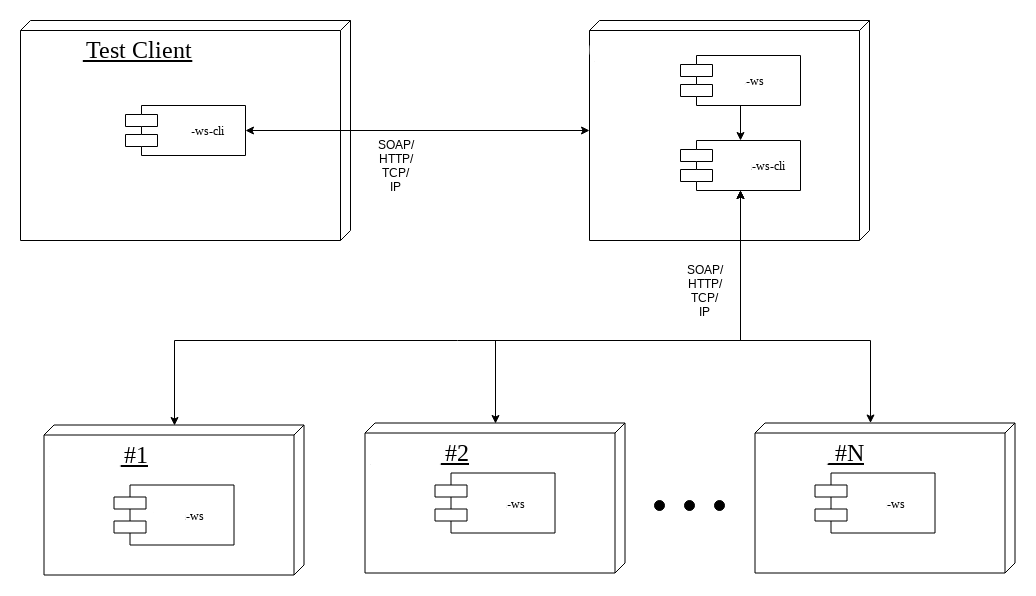 Test Client
-ws-cli
SOAP/
HTTP/
TCP/
IP
-ws
-ws-cli
SOAP/
HTTP/
TCP/
IP
#1
-ws
#2
-ws
#N
-ws